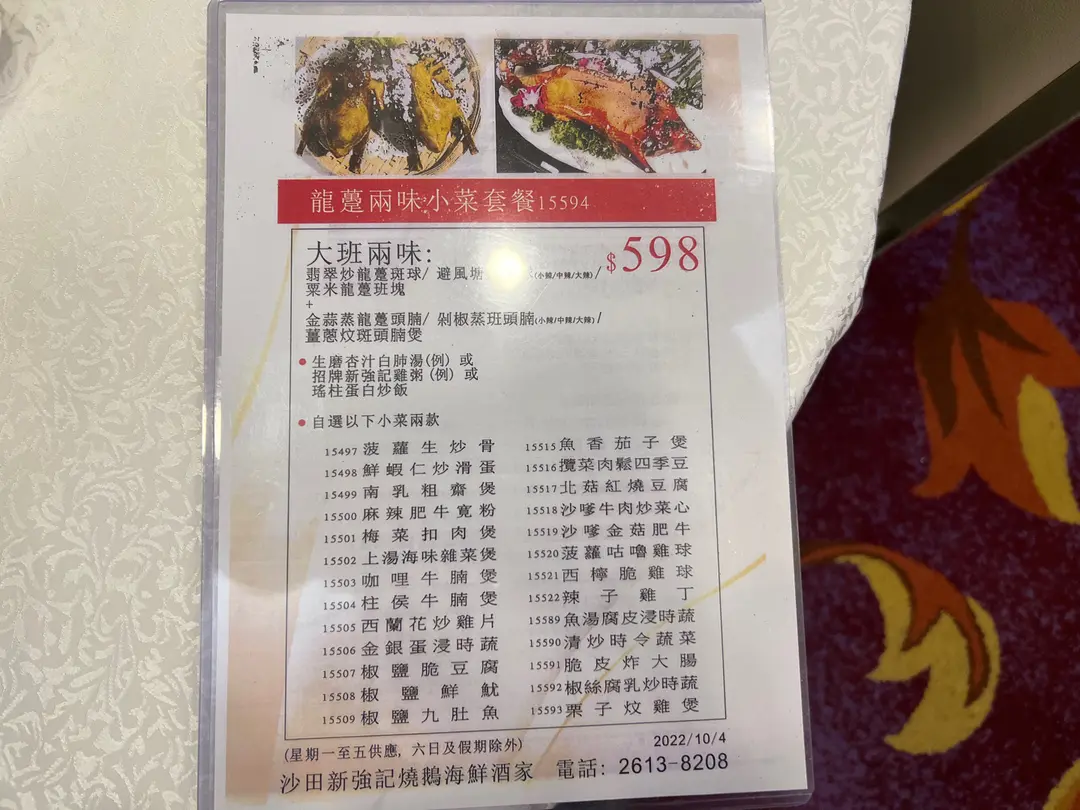 龍躉兩味小菜套餐15594
大班兩味:
$598
翡翠炒龍躉斑球/ 避風塘 (小辣/中辣/大辣) /
粟米龍躉班塊
+
金蒜蒸龍躉頭腩/ 剁椒蒸班頭腩(小辣/中辣/大辣) /
薑蔥炆斑頭腩煲
生磨杏汁白肺湯(例) 或
招牌新強記雞粥 (例) 或
瑤柱蛋白炒飯
自選以下小菜兩款
15497 菠蘿生炒骨
15498 鮮蝦仁炒滑蛋
15499 南乳粗齋煲
15500 麻辣肥牛寬粉
15501 梅菜扣肉煲
15502 上湯海味雜菜煲
15503 咖哩牛腩煲
15504 柱侯牛腩煲
15505 西蘭花炒雞片
15506 金銀蛋浸時蔬
15507 椒鹽脆豆腐
15508 椒鹽鮮魷
15509 椒鹽九肚魚
15515 魚香茄子煲
15516 攬菜肉鬆四季豆
15517 北菇紅燒豆腐
15518 沙嗲牛肉炒菜心
15519 沙嗲金菇肥牛
15520 菠蘿咕嚕雞球
15521 西檸脆雞球
15522 辣子雞丁
15589 魚湯腐皮浸時蔬
15590 清炒時令蔬菜
15591 脆皮炸大腸
15592 椒絲腐乳炒時蔬
15593 栗子炆雞煲
(星期一至五供應, 六日及假期除外)
2022/10/4
沙田新強記燒鵝海鮮酒家 電話: 2613-8208